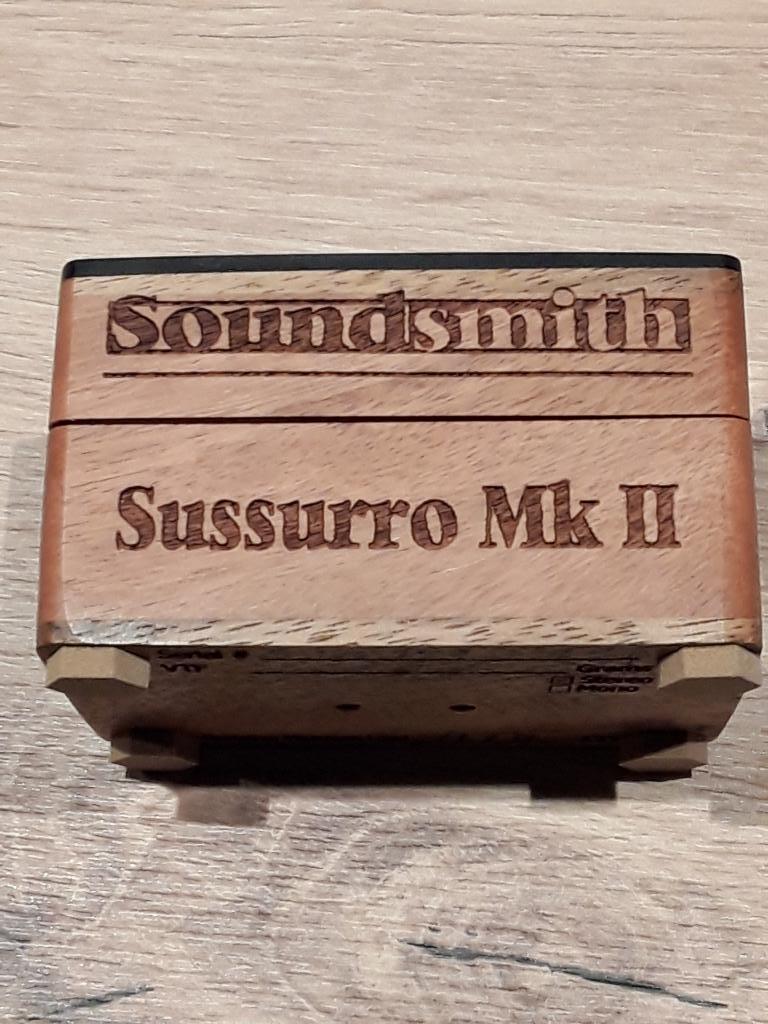 Soundsmith
Sussurro Mk II
Serial #
VTF Grams
Stereo
Mono